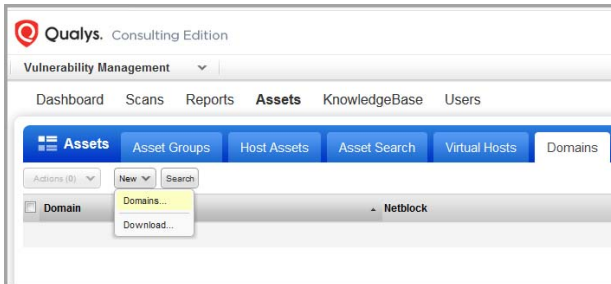 Qualys. Consulting Edition
Vulnerability Management
Dashboard Scans Reports Assets KnowledgeBase Users
Assets Asset Groups Host Assets Asset Search Virtual Hosts Domains
Actions (0) New Search
Domain Netblock
Domains...
Download...